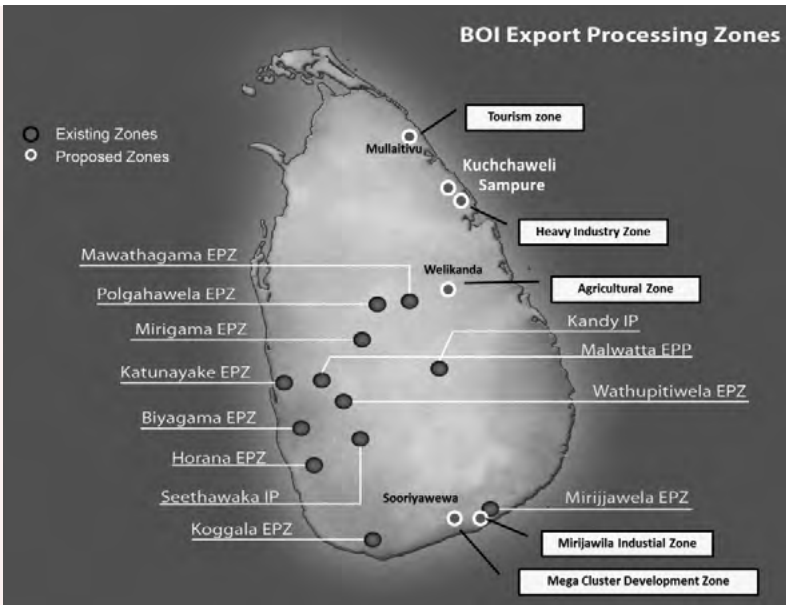 BOI Export Processing Zones
Existing Zones
Proposed Zones
Tourism zone
Mullaitivu
Kuchchaweli
Sampure
Heavy Industry Zone
Mawathagama EPZ
Welikanda
Agricultural Zone
Polgahawela EPZ
Kandy IP
Mirigama EPZ
Malwatta EPP
Katunayake EPZ
Wathupitiwela EPZ
Biyagama EPZ
Horana EPZ
Seethawaka IP
Sooriyawewa
Mirijjawela EPZ
Koggala EPZ
Mirijawila Industial Zone
Mega Cluster Development Zone